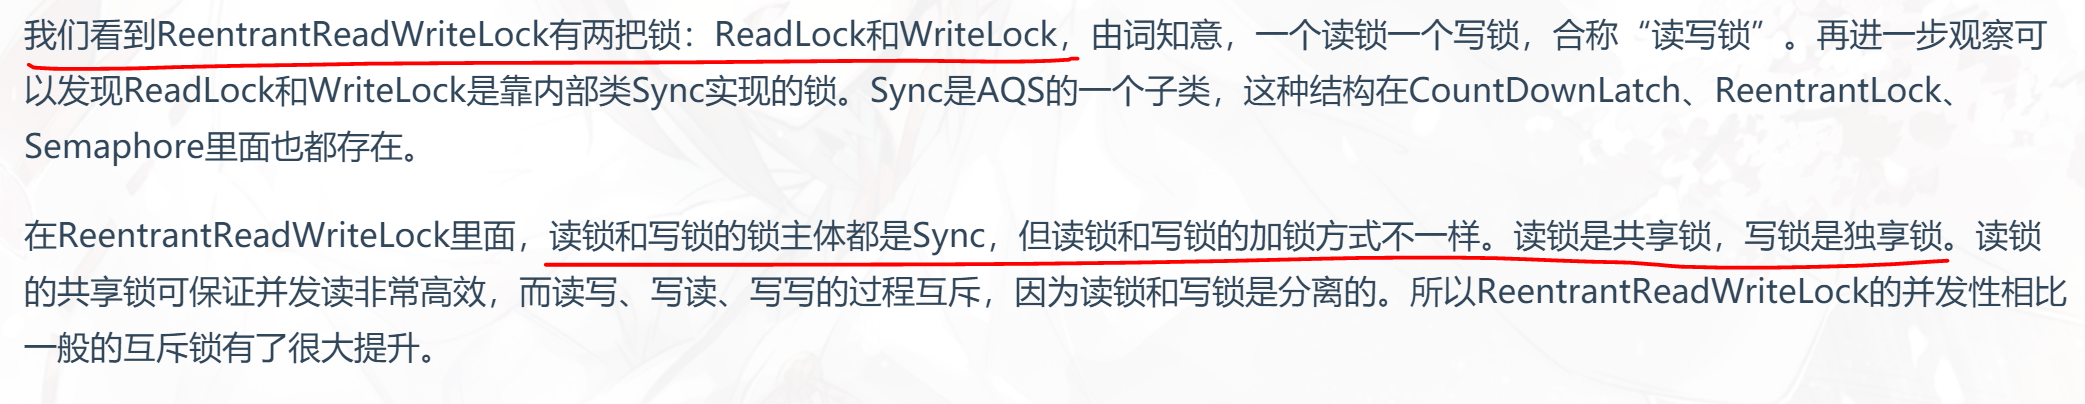 我们看到ReentrantReadWriteLock有两把锁：ReadLock和WriteLock，由词知意，一个读锁一个写锁，合称“读写锁”。再进一步观察可
以发现ReadLock和WriteLock是靠内部类Sync实现的锁。Sync是AQS的一个子类，这种结构在CountDownLatch、ReentrantLock、
Semaphore里面也都存在。
在ReentrantReadWriteLock里面，读锁和写锁的锁主体都是Sync，但读锁和写锁的加锁方式不一样。读锁是共享锁，写锁是独享锁。读锁
的共享锁可保证并发读非常高效，而读写、写读、写写的过程互斥，因为读锁和写锁是分离的。所以ReentrantReadWriteLock的并发性相比
一般的互斥锁有了很大提升。